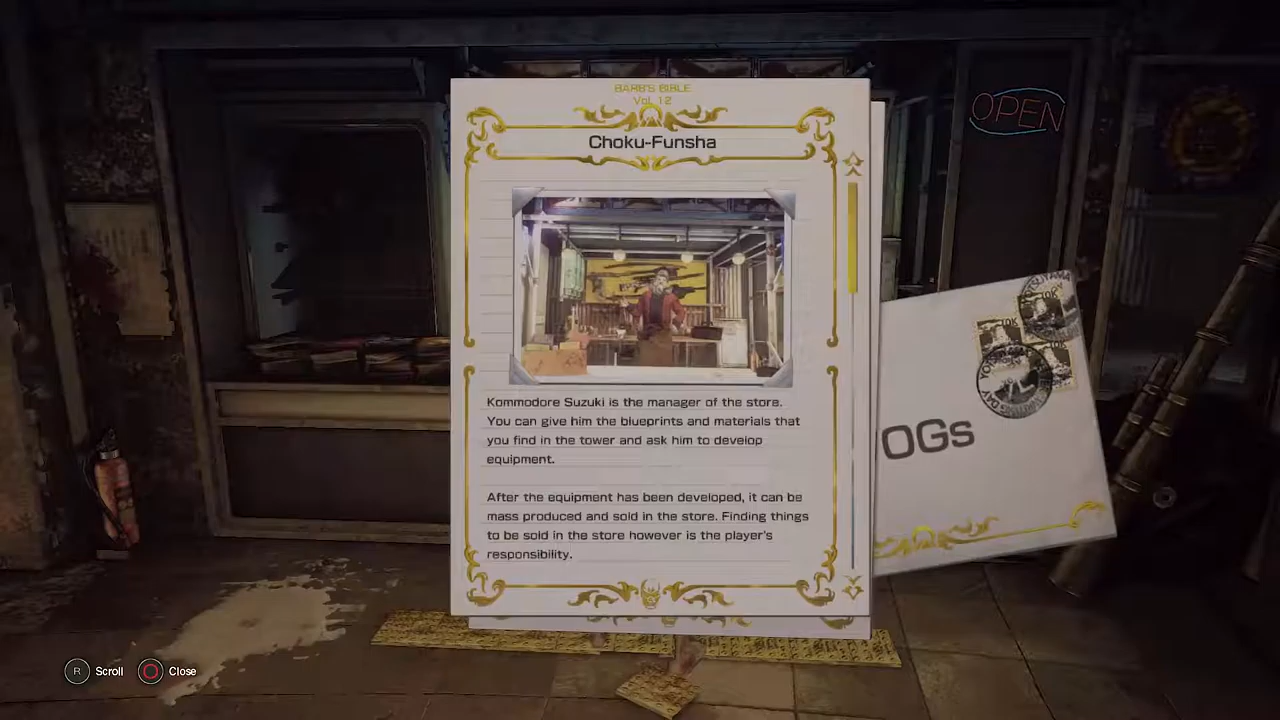 BARB'S BIBLE
Vol. 12
Choku-Funsha
OPEN
Kommodore Suzuki is the manager of the store.
You can give him the blueprints and materials that
you find in the tower and ask him to develop
equipment.
After the equipment has been developed, it can be
mass produced and sold in the store. Finding things
to be sold in the store however is the player's
responsibility.
OGs
R Scroll Close